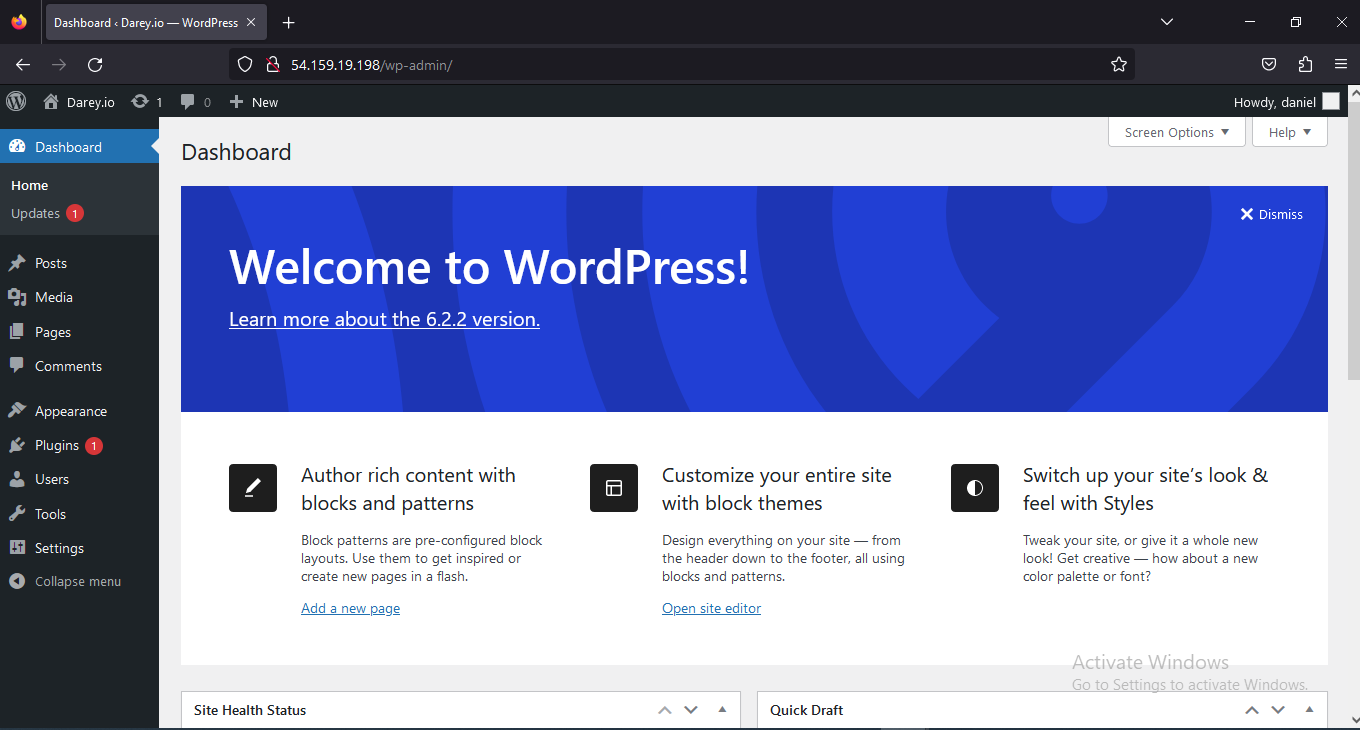 Dashboard ‹ Darey.io — WordPress
54.159.19.198/wp-admin/
Darey.io 1 0 New Howdy, daniel
Dashboard
Home
Updates 1
Posts
Media
Pages
Comments
Appearance
Plugins 1
Users
Tools
Settings
Collapse menu
Screen Options Help
Dashboard
Dismiss
Welcome to WordPress!
Learn more about the 6.2.2 version.
Author rich content with
blocks and patterns
Block patterns are pre-configured block
layouts. Use them to get inspired or
create new pages in a flash.
Add a new page
Customize your entire site
with block themes
Design everything on your site — from
the header down to the footer, all using
blocks and patterns.
Open site editor
Switch up your site’s look &
feel with Styles
Tweak your site, or give it a whole new
look! Get creative — how about a new
color palette or font?
Activate Windows
Go to Settings to activate Windows.
Site Health Status
Quick Draft